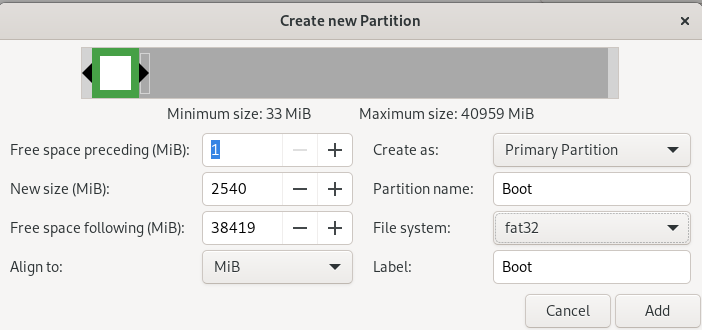 Create new Partition
Minimum size: 33 MiB Maximum size: 40959 MiB
Free space preceding (MiB): 1 Create as: Primary Partition
New size (MiB): 2540 Partition name: Boot
Free space following (MiB): 38419 File system: fat32
Align to: MiB Label: Boot
Cancel Add